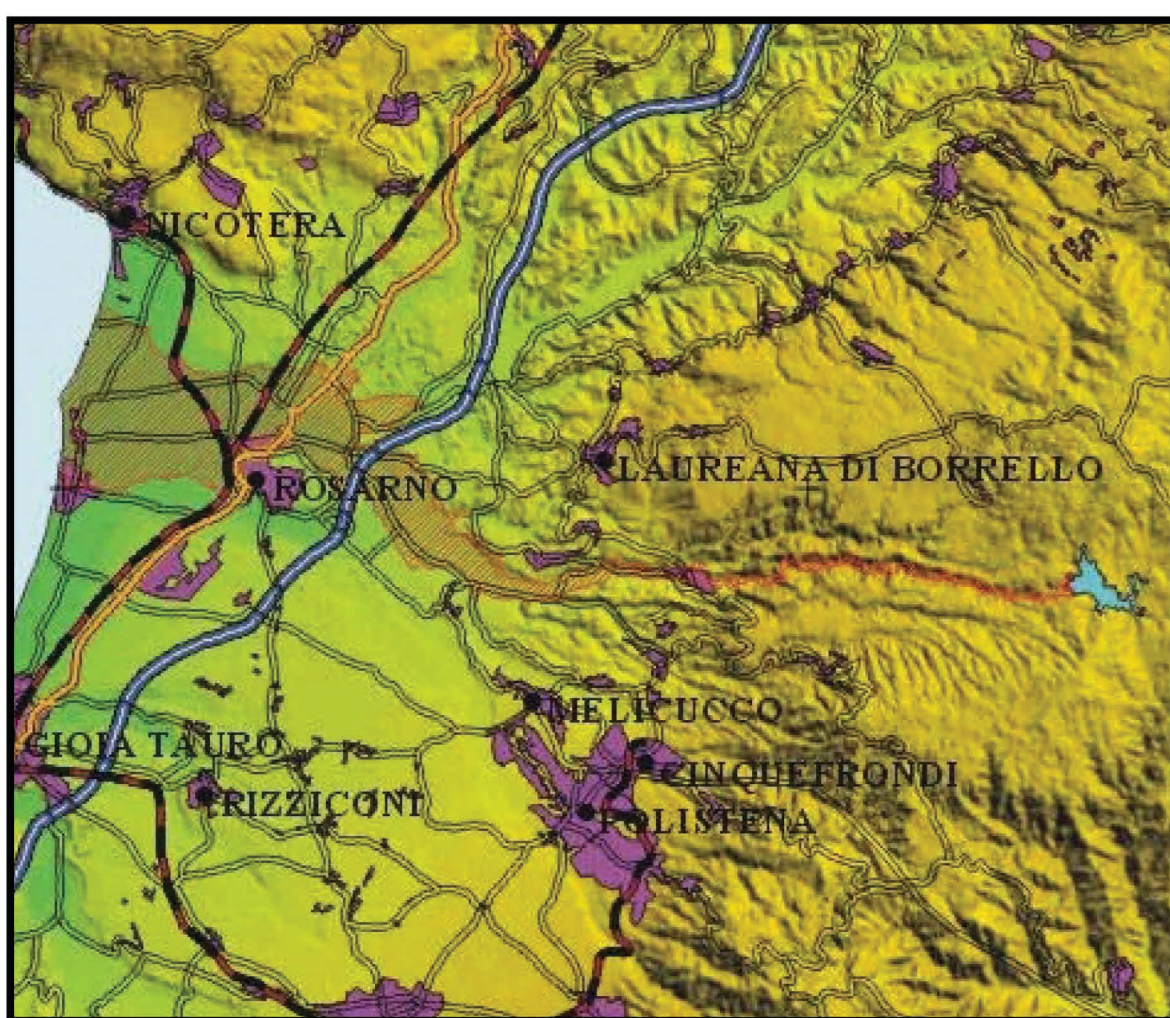 NICOTERA
LAUREANA DI BORRELLO
ROSARNO
MELICUCCO
GIOIA TAURO
CINQUEFRONDI
RIZZICONI
POLISTENA